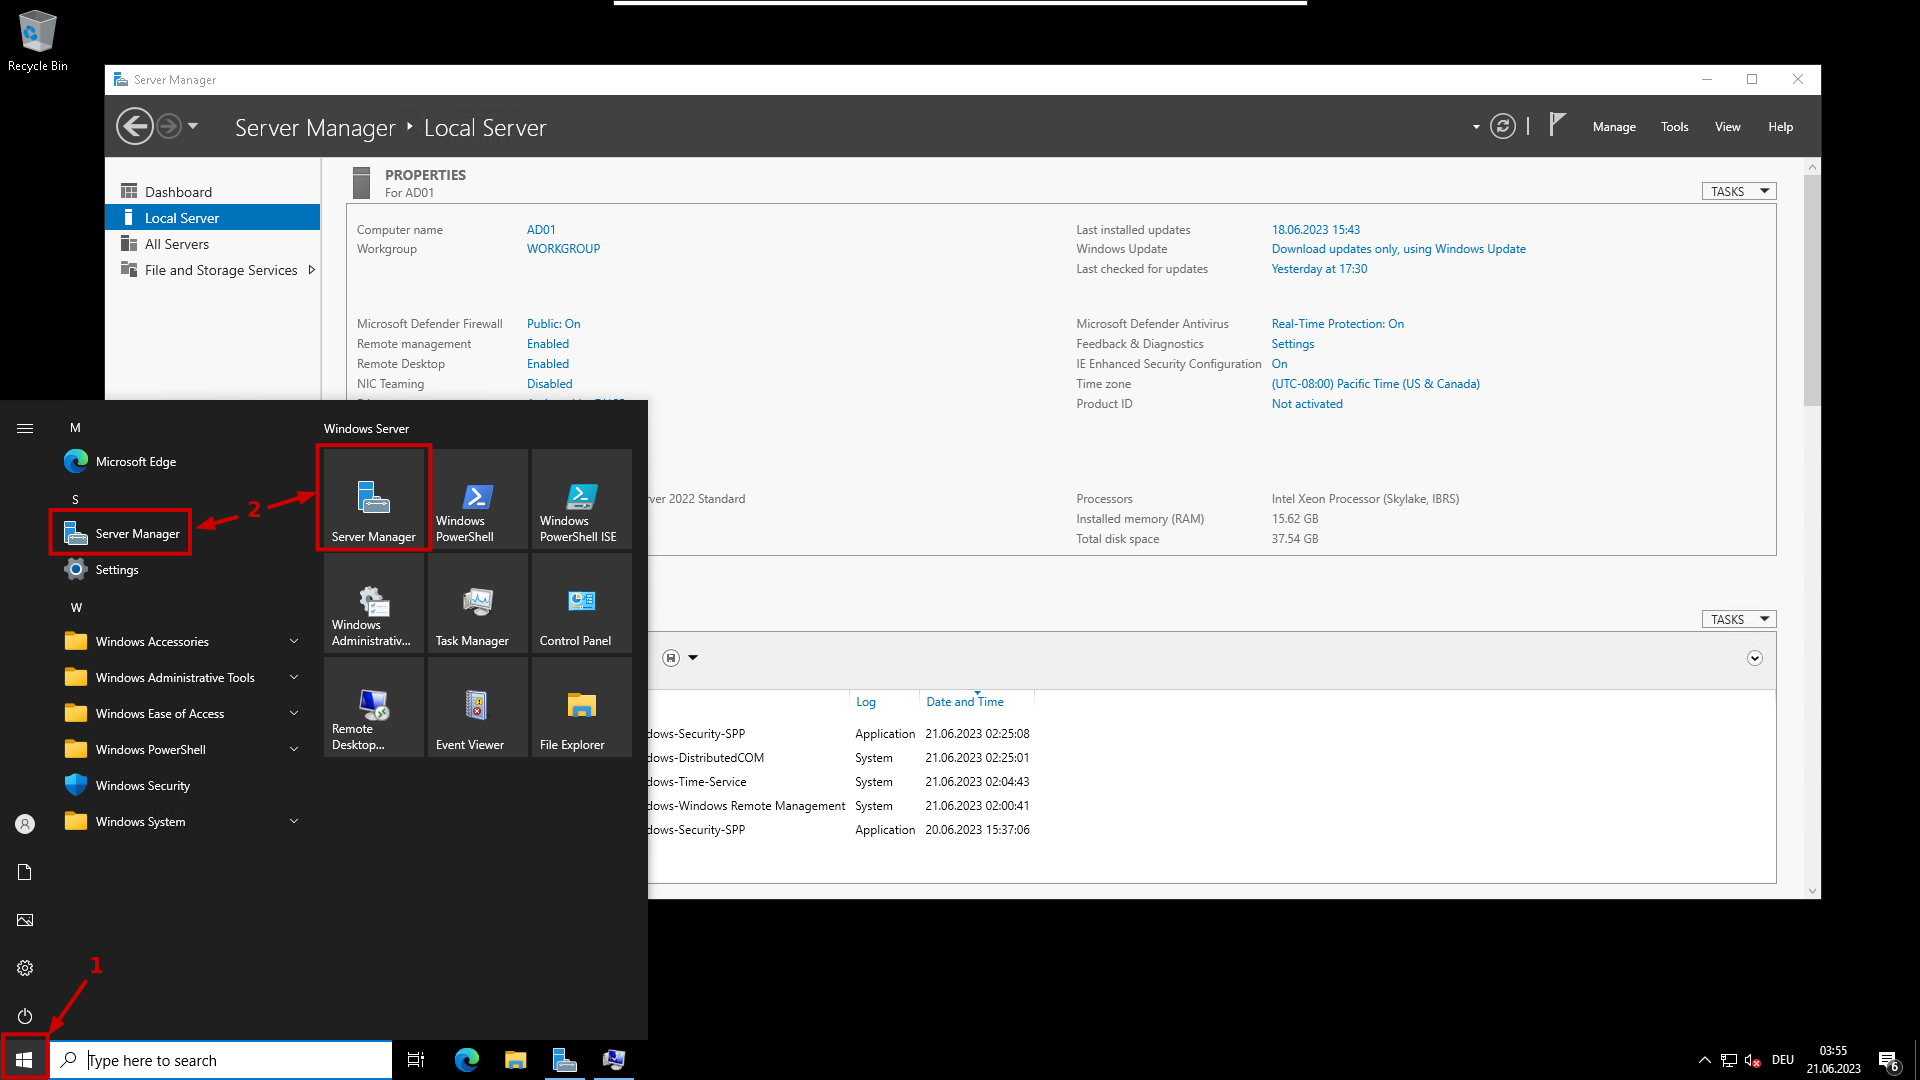 Recycle Bin
Server Manager
Server Manager ‣ Local Server
Manage Tools View Help
Dashboard
Local Server
All Servers
File and Storage Services
PROPERTIES
For AD01
TASKS
Computer name AD01
Workgroup WORKGROUP
Last installed updates 18.06.2023 15:43
Windows Update Download updates only, using Windows Update
Last checked for updates Yesterday at 17:30
Microsoft Defender Firewall Public: On
Remote management Enabled
Remote Desktop Enabled
NIC Teaming Disabled
Microsoft Defender Antivirus Real-Time Protection: On
Feedback & Diagnostics Settings
IE Enhanced Security Configuration On
Time zone (UTC-08:00) Pacific Time (US & Canada)
Product ID Not activated
2022 Standard
Processors Intel Xeon Processor (Skylake, IBRS)
Installed memory (RAM) 15.62 GB
Total disk space 37.54 GB
TASKS
Log Date and Time
dows-Security-SPP Application 21.06.2023 02:25:08
dows-DistributedCOM System 21.06.2023 02:25:01
dows-Time-Service System 21.06.2023 02:04:43
dows-Windows Remote Management System 21.06.2023 02:00:41
dows-Security-SPP Application 20.06.2023 15:37:06
M
Microsoft Edge
S
Server Manager
Settings
W
Windows Accessories
Windows Administrative Tools
Windows Ease of Access
Windows PowerShell
Windows Security
Windows System
2
1
Windows Server
Server Manager
Windows
PowerShell
Windows
PowerShell ISE
Windows
Administrativ...
Task Manager
Control Panel
Remote
Desktop...
Event Viewer
File Explorer
Type here to search
DEU
03:55
21.06.2023
6